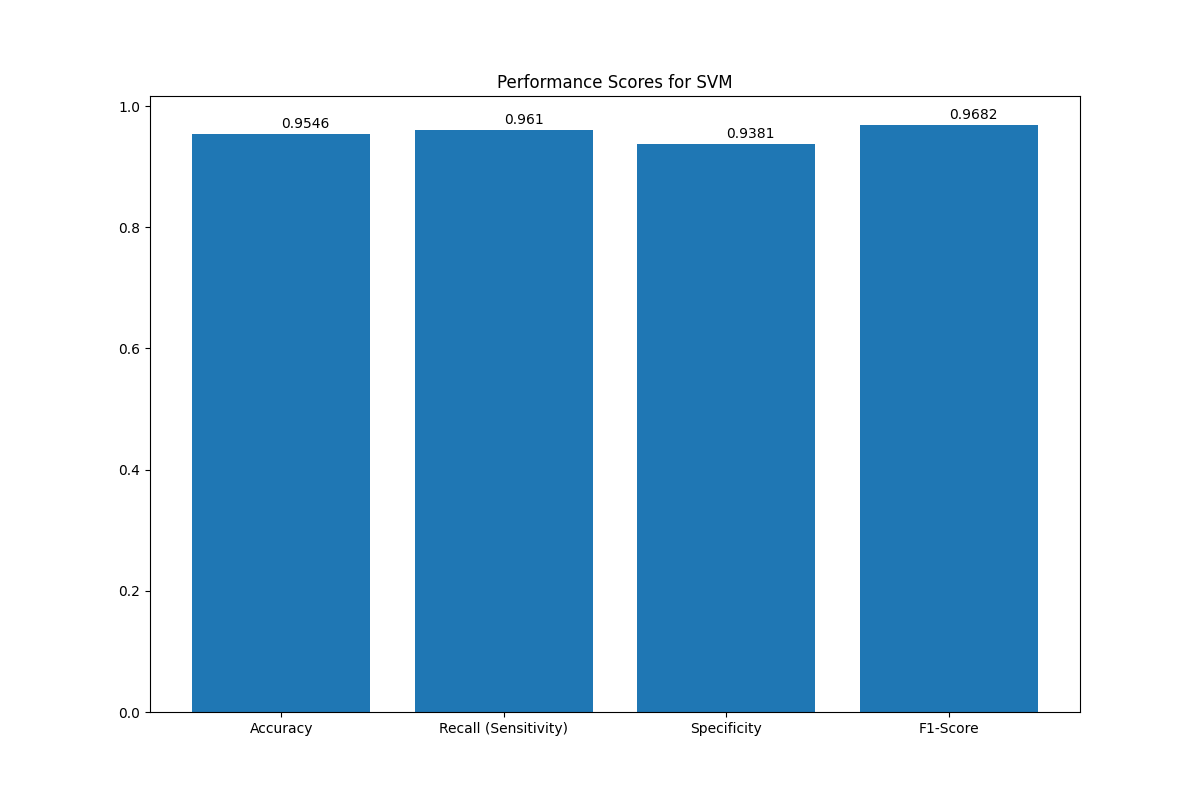 Performance Scores for SVM
1.0
0.8
0.6
0.4
0.2
0.0
0.9546
0.961
0.9381
0.9682
Accuracy
Recall (Sensitivity)
Specificity
F1-Score